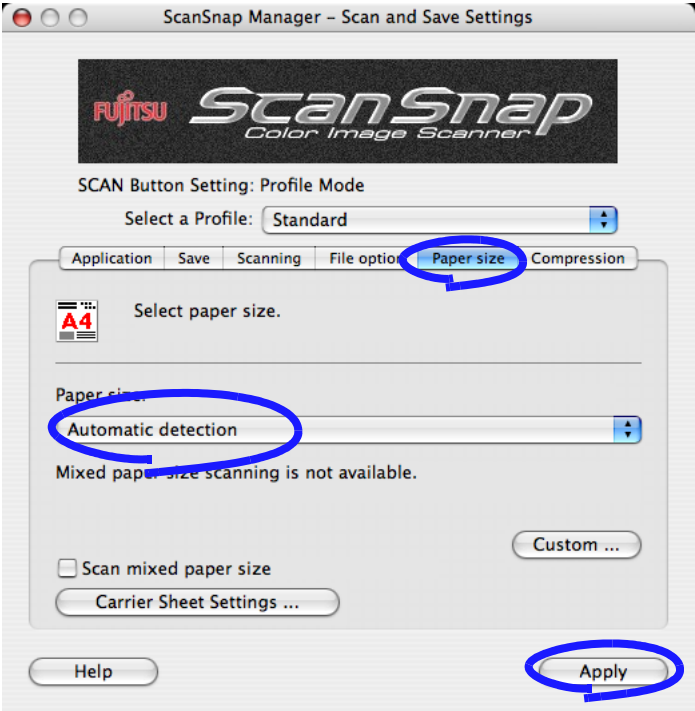 ScanSnap Manager – Scan and Save Settings
FUJITSU ScanSnap
Color Image Scanner
SCAN Button Setting: Profile Mode
Select a Profile: Standard
Application Save Scanning File option Paper size Compression
A4 Select paper size.
Paper size:
Automatic detection
Mixed paper size scanning is not available.
Custom ...
Scan mixed paper size
Carrier Sheet Settings ...
Help Apply